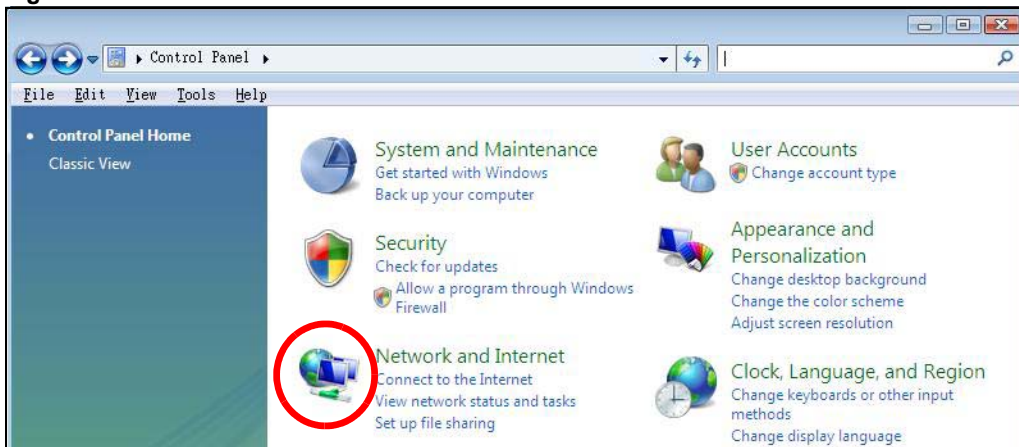 Control Panel
File Edit View Tools Help
Control Panel Home
Classic View
System and Maintenance
Get started with Windows
Back up your computer
Security
Check for updates
Allow a program through Windows
Firewall
Network and Internet
Connect to the Internet
View network status and tasks
Set up file sharing
User Accounts
Change account type
Appearance and
Personalization
Change desktop background
Change the color scheme
Adjust screen resolution
Clock, Language, and Region
Change keyboards or other input
methods
Change display language